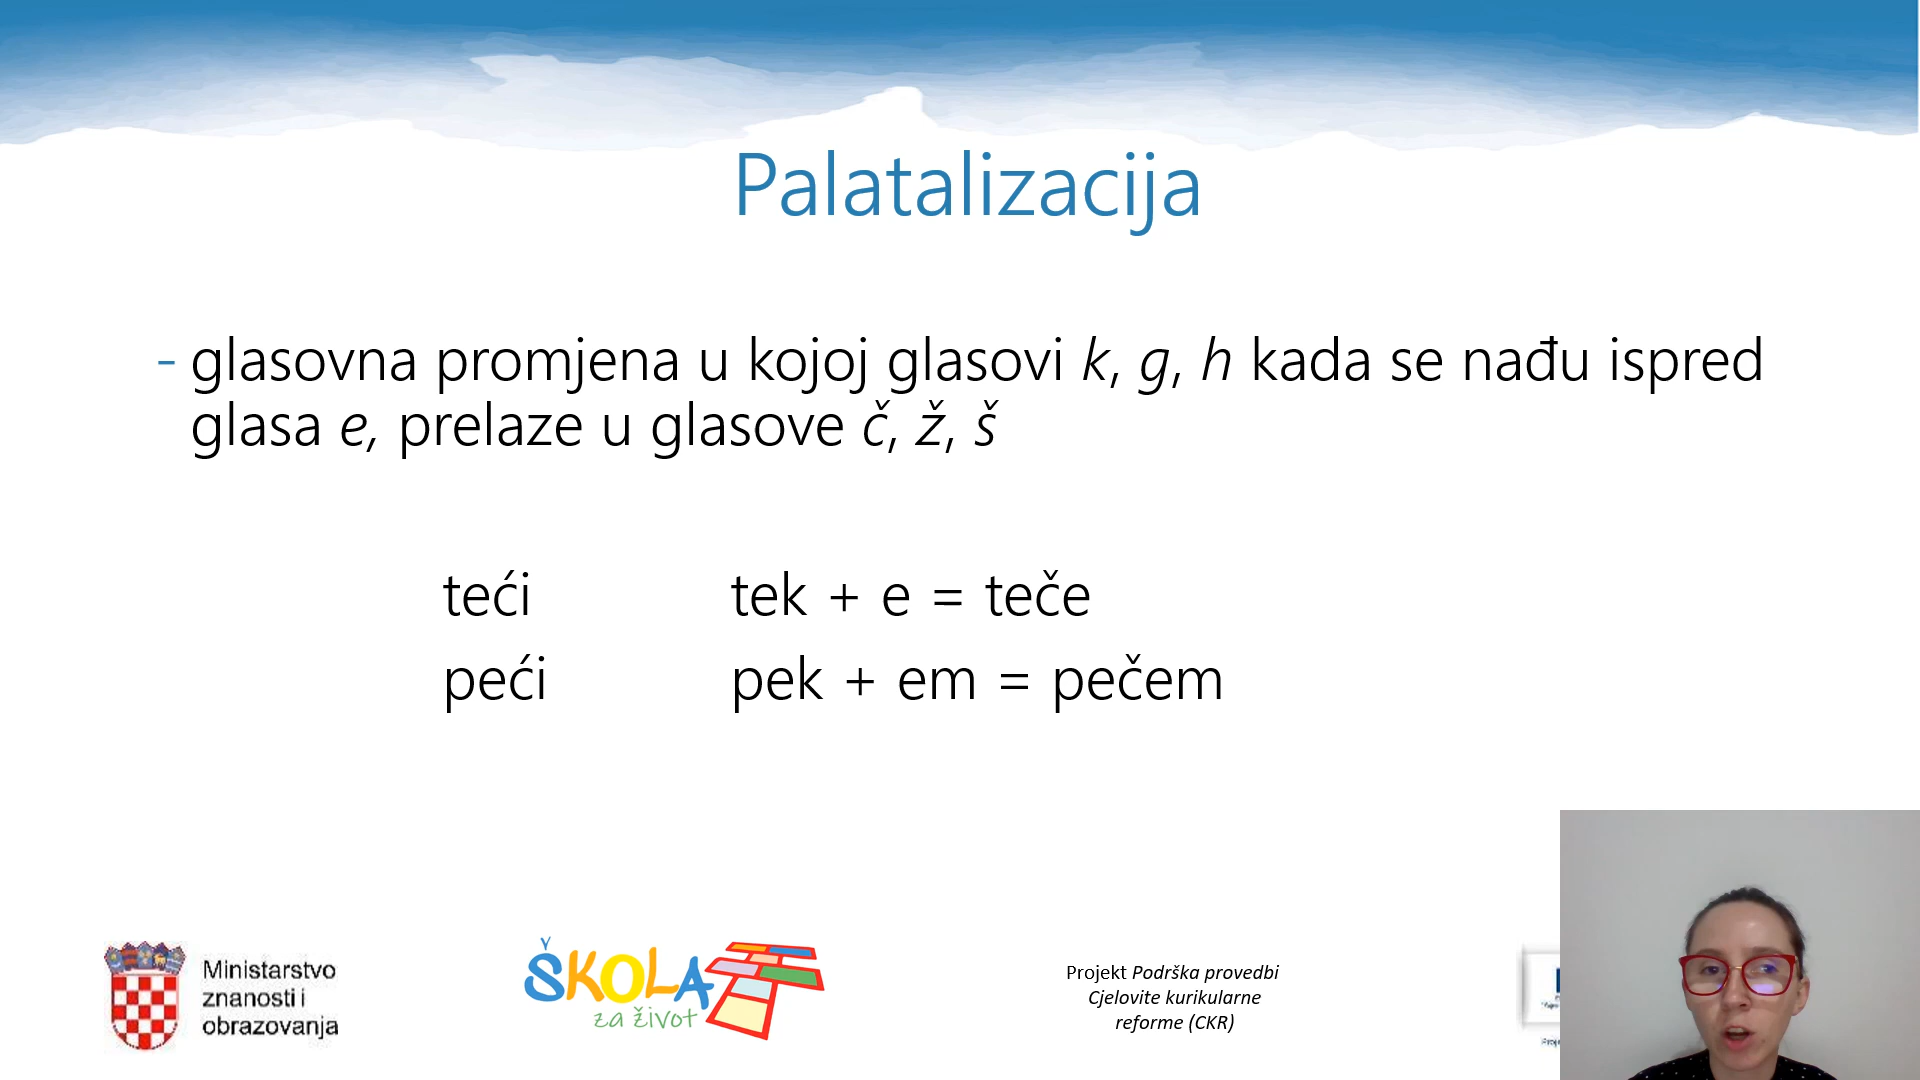 Palatalizacija
- glasovna promjena u kojoj glasovi k, g, h kada se nađu ispred
glasa e, prelaze u glasove č, ž, š
teći tek + e = teče
peći pek + em = pečem
Ministarstvo
znanosti i
obrazovanja
ŠKOLA
za život
Projekt Podrška provedbi
Cjelovite kurikularne
reforme (CKR)